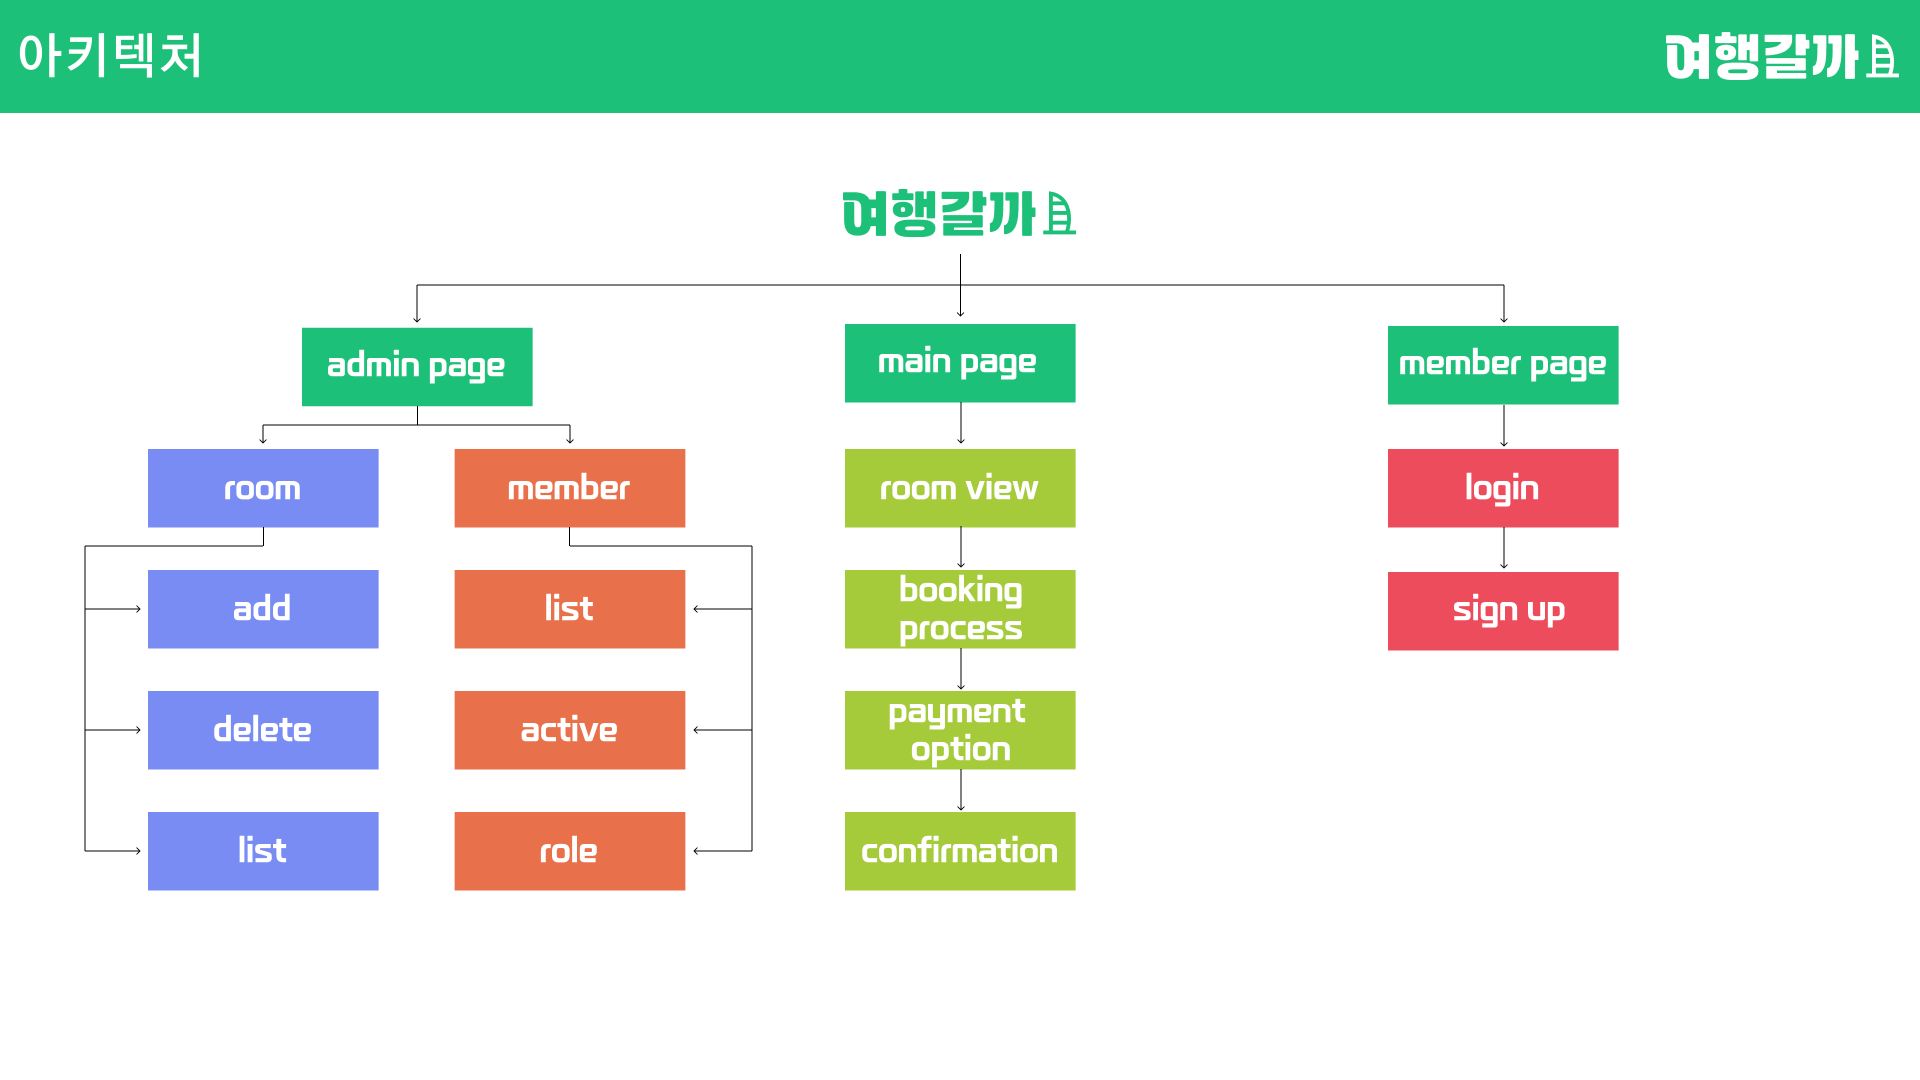 아키텍처
여행갈까
여행갈까
admin page
main page
member page
room
member
room view
login
add
list
booking
process
sign up
delete
active
payment
option
list
role
confirmation